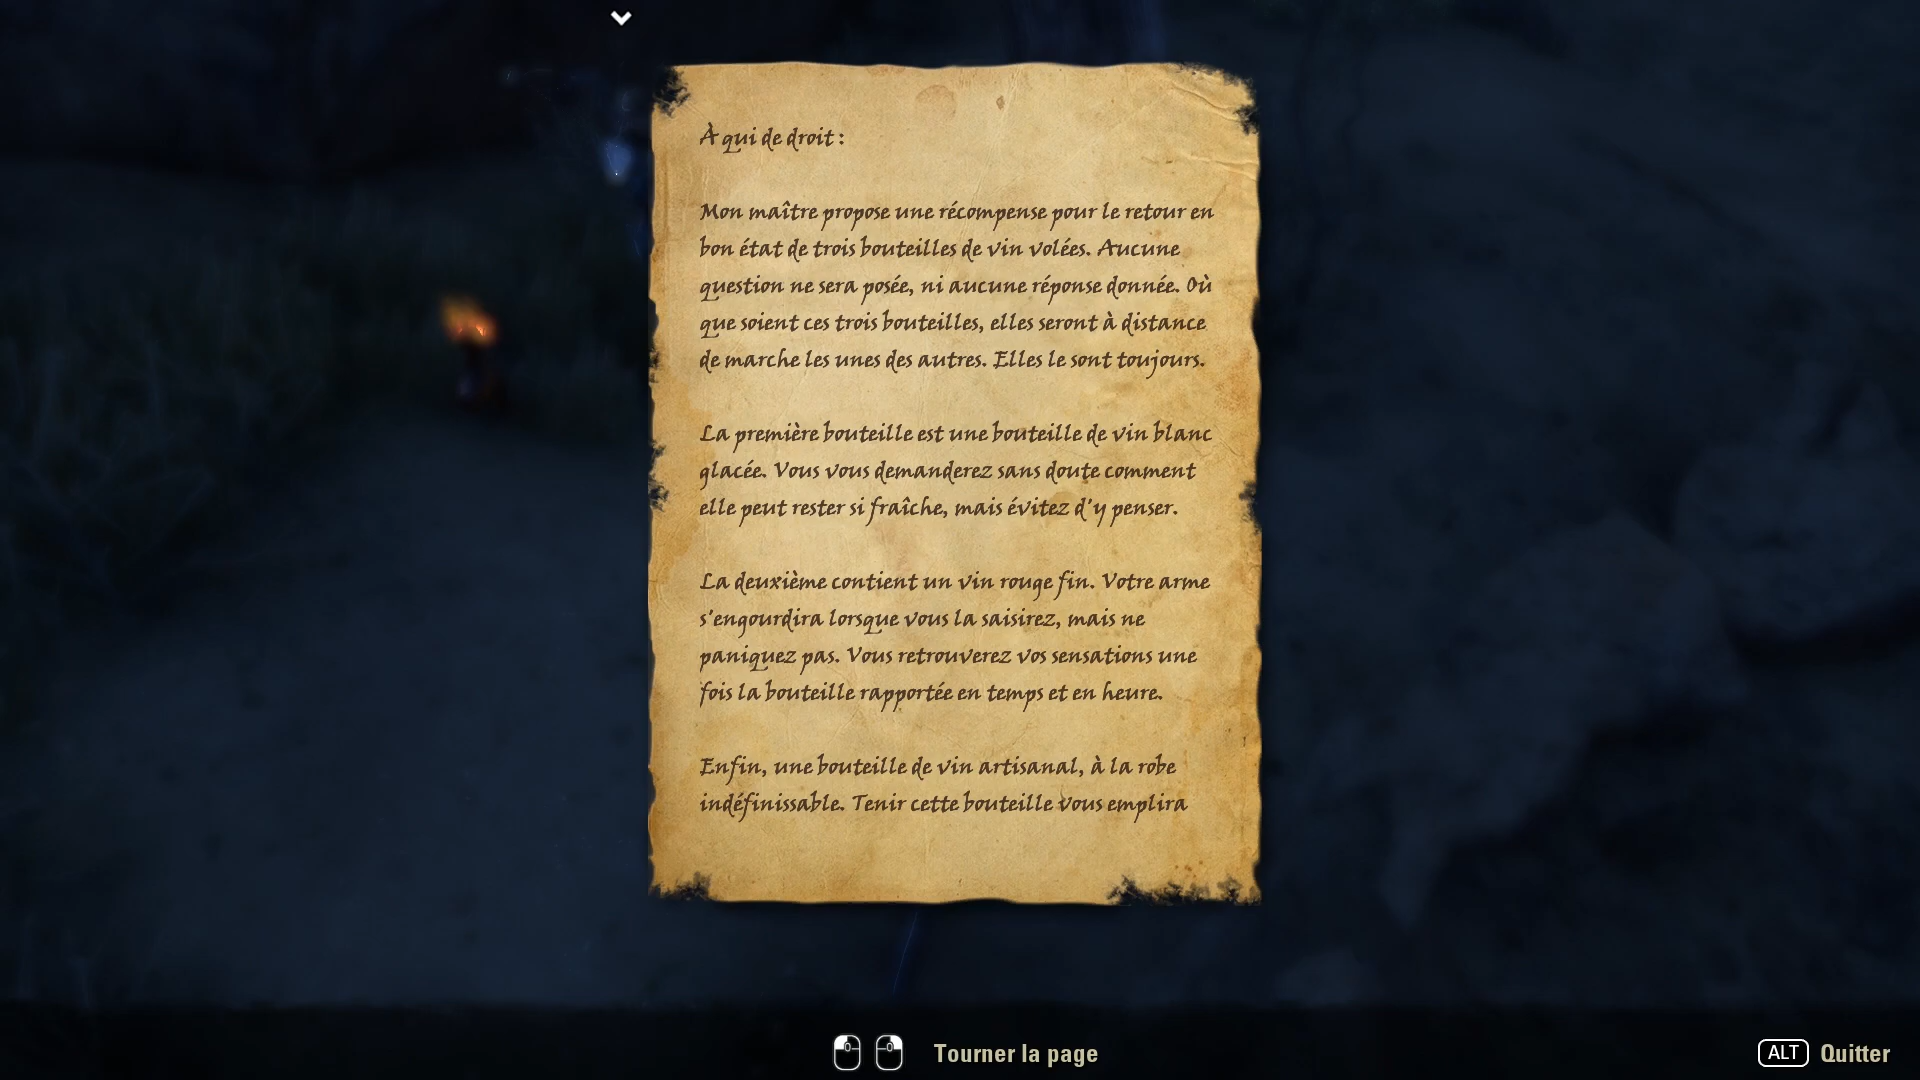 À qui de droit :
Mon maître propose une récompense pour le retour en
bon état de trois bouteilles de vin volées. Aucune
question ne sera posée, ni aucune réponse donnée. Où
que soient ces trois bouteilles, elles seront à distance
de marche les unes des autres. Elles le sont toujours.
La première bouteille est une bouteille de vin blanc
glacée. Vous vous demanderez sans doute comment
elle peut rester si fraîche, mais évitez d'y penser.
La deuxième contient un vin rouge fin. Votre arme
s'engourdira lorsque vous la saisirez, mais ne
paniquez pas. Vous retrouverez vos sensations une
fois la bouteille rapportée en temps et en heure.
Enfin, une bouteille de vin artisanal, à la robe
indéfinissable. Tenir cette bouteille vous emplira
Tourner la page
ALT Quitter